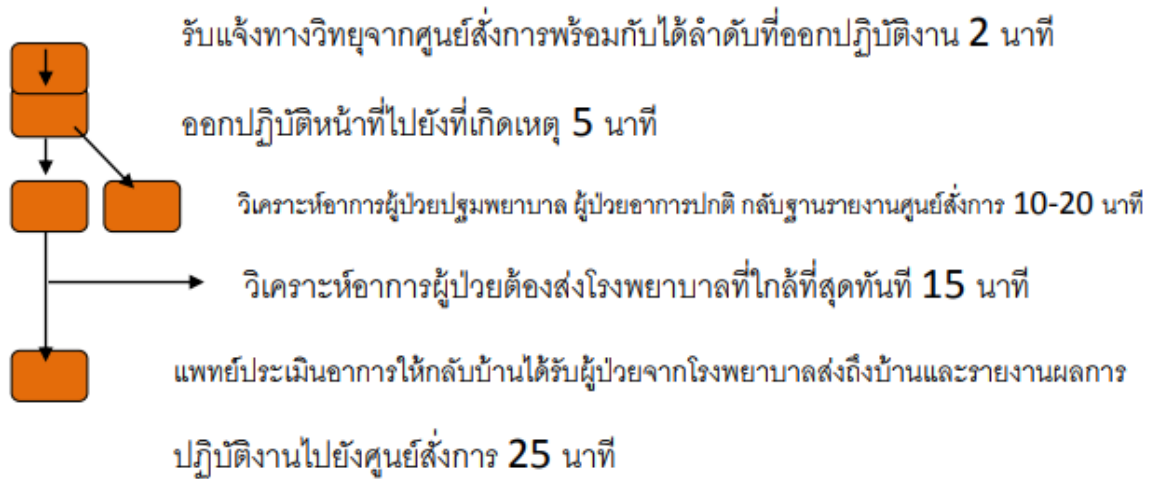 รับแจ้งทางวิทยุจากศูนย์สั่งการพร้อมกับได้ลำดับที่ออกปฏิบัติงาน 2 นาที
ออกปฏิบัติหน้าที่ไปยังที่เกิดเหตุ 5 นาที
วิเคราะห์อาการผู้ป่วยปฐมพยาบาล ผู้ป่วยอาการปกติ กลับฐานรายงานศูนย์สั่งการ 10-20 นาที
วิเคราะห์อาการผู้ป่วยต้องส่งโรงพยาบาลที่ใกล้ที่สุดทันที 15 นาที
แพทย์ประเมินอาการให้กลับบ้านได้รับผู้ป่วยจากโรงพยาบาลส่งถึงบ้านและรายงานผลการ
ปฏิบัติงานไปยังศูนย์สั่งการ 25 นาที